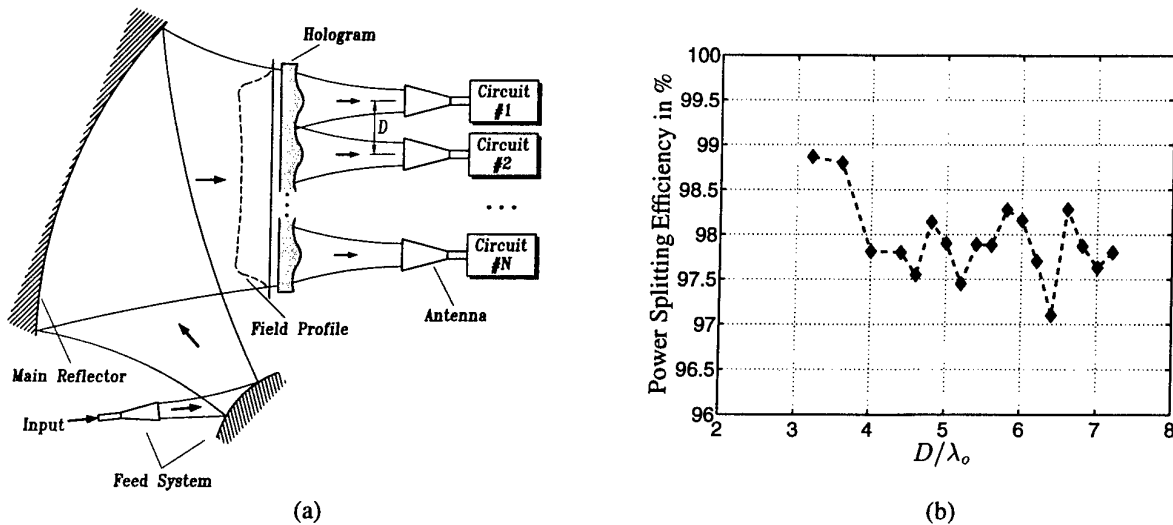 Hologram
Circuit
#1
D
Circuit
#2
Circuit
#N
Antenna
Field Profile
Main Reflector
Input
Feed System
(a)
Power Splitting Efficiency in %
100
99.5
99
98.5
98
97.5
97
96.5
96
2
3
4
5
6
7
8
D/λo
(b)